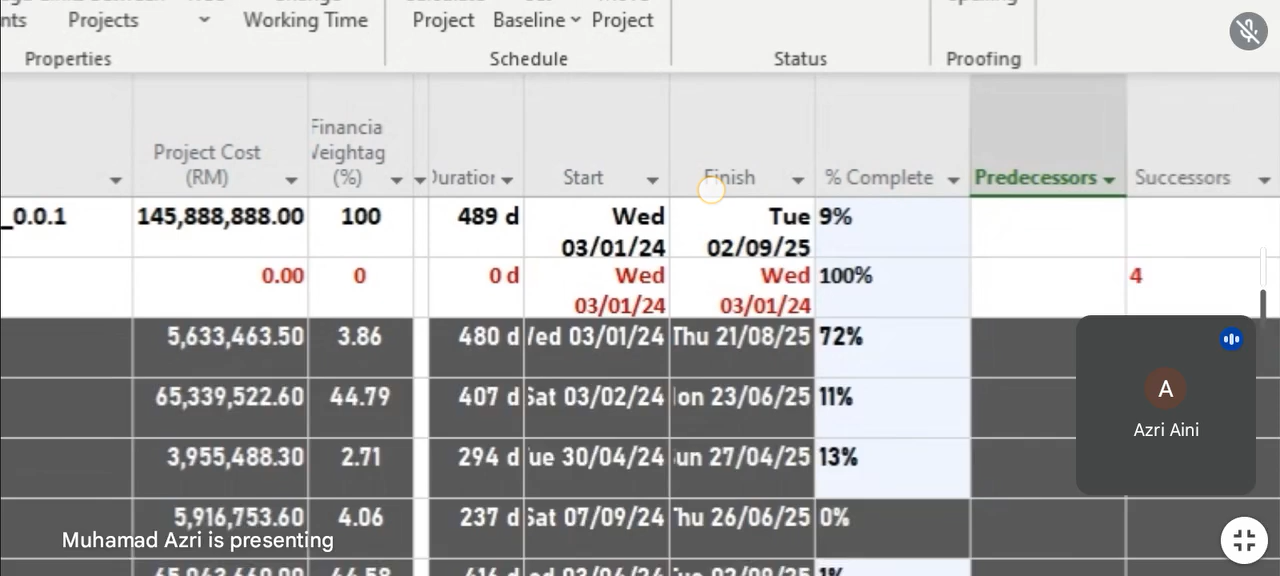 nts Projects Working Time Project Baseline Project
Properties Schedule Status Proofing
Project Cost (RM) Financia Weightag (%) Duration Start Finish % Complete Predecessors Successors
_0.0.1 145,888,888.00 100 489 d Wed 03/01/24 Tue 02/09/25 9%
0.00 0 0 d Wed 03/01/24 Wed 03/01/24 100% 4
5,633,463.50 3.86 480 d Wed 03/01/24 Thu 21/08/25 72%
65,339,522.60 44.79 407 d Sat 03/02/24 Mon 23/06/25 11%
3,955,488.30 2.71 294 d Tue 30/04/24 Sun 27/04/25 13%
5,916,753.60 4.06 237 d Sat 07/09/24 Thu 26/06/25 0%
A
Azri Aini
Muhamad Azri is presenting